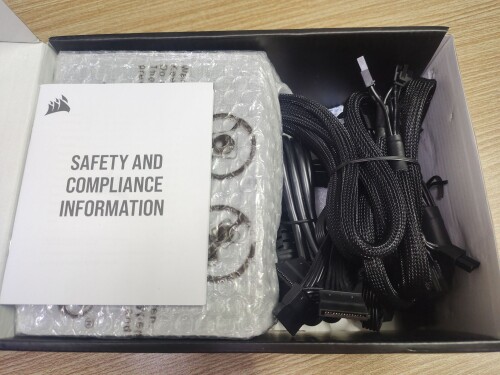 SAFETY AND
COMPLIANCE
INFORMATION